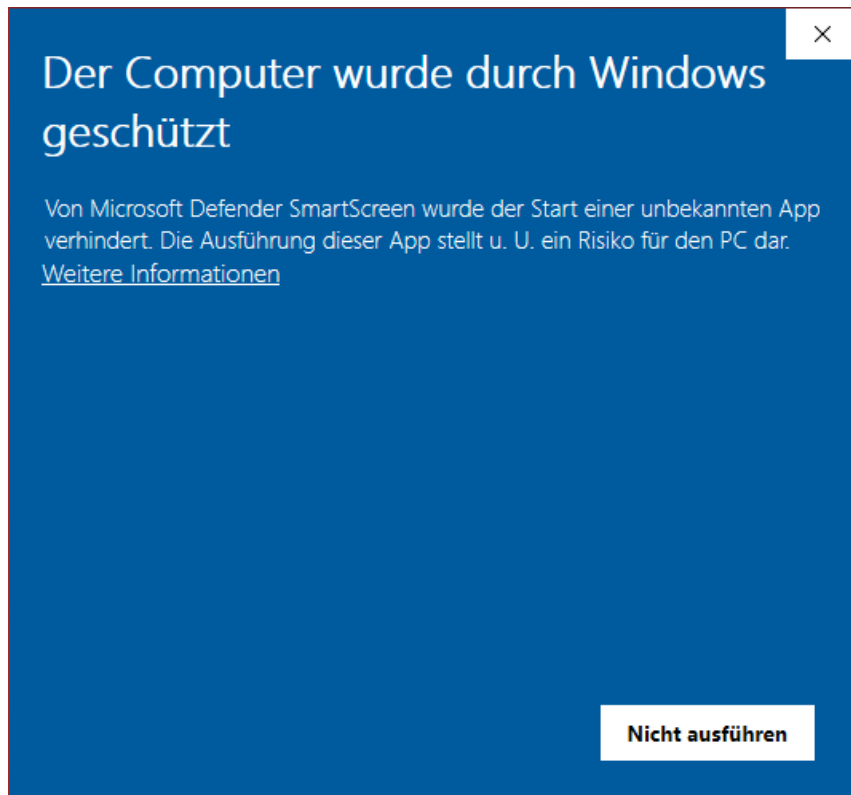 Der Computer wurde durch Windows
geschützt
Von Microsoft Defender SmartScreen wurde der Start einer unbekannten App
verhindert. Die Ausführung dieser App stellt u. U. ein Risiko für den PC dar.
Weitere Informationen
Nicht ausführen